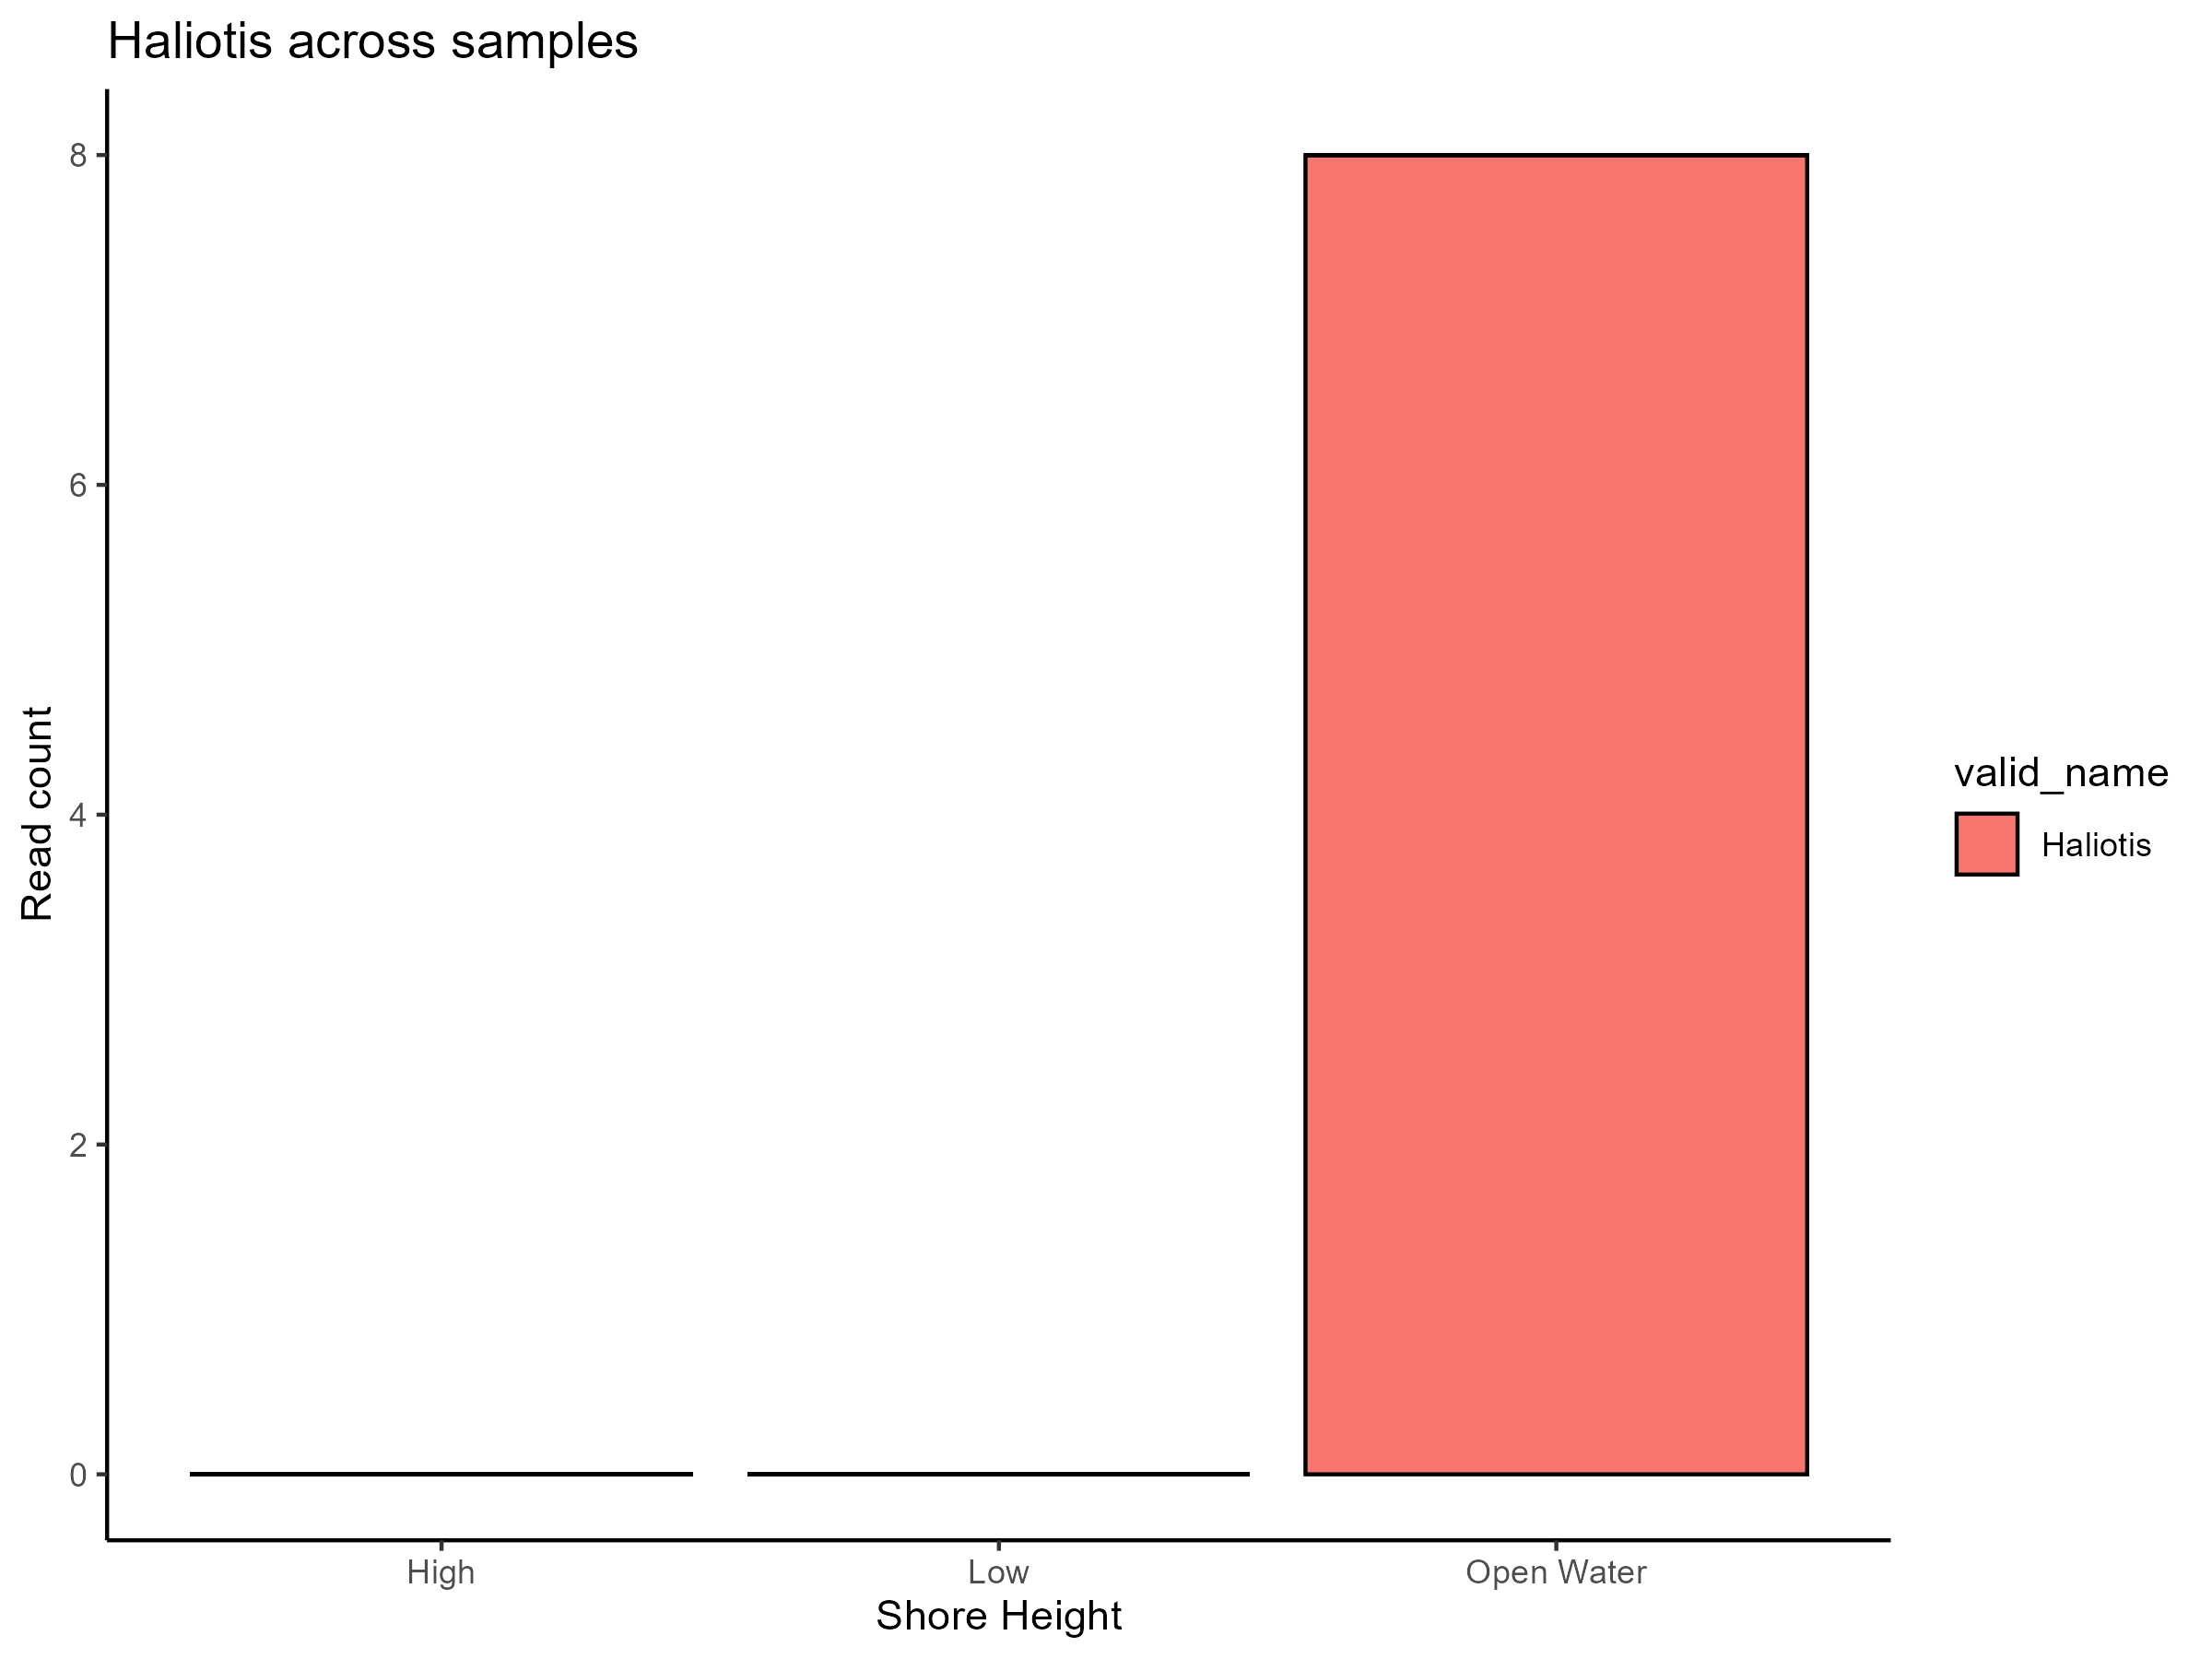 Haliotis across samples
8
6
4
2
0
Read count
High
Low
Open Water
Shore Height
valid_name
Haliotis